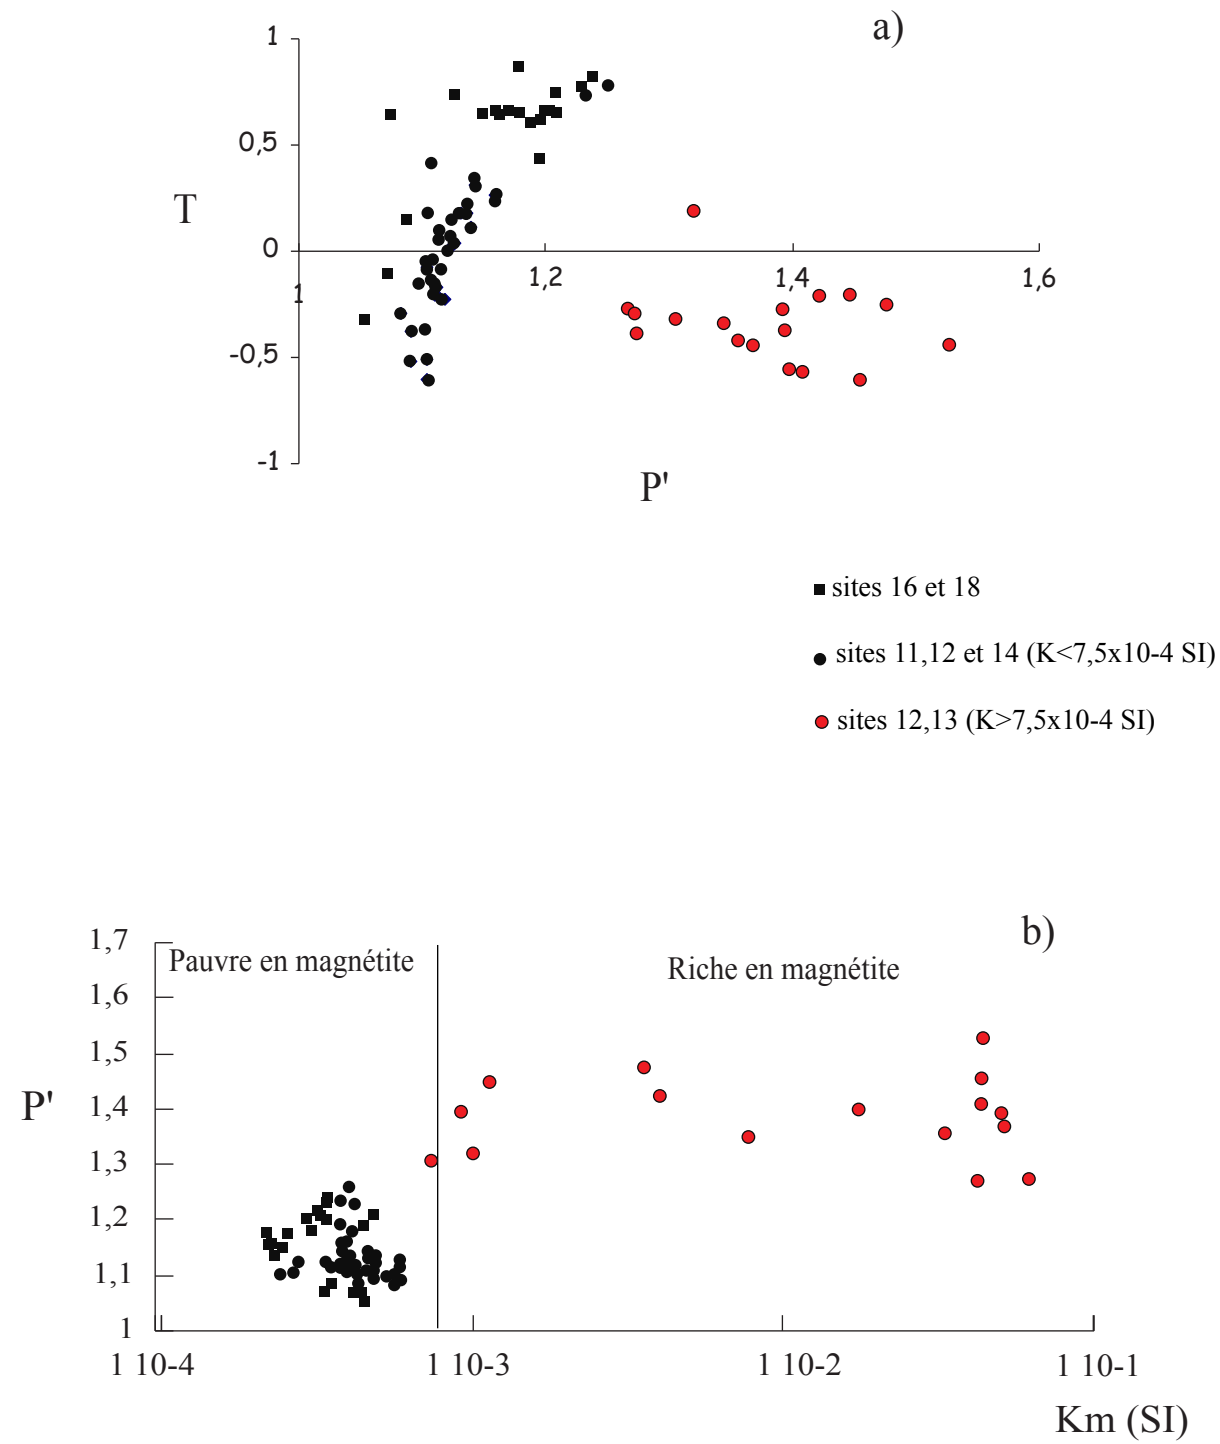 a)
1
0,5
T
0
1
1,2
1,4
1,6
-0,5
-1
P'
sites 16 et 18
sites 11,12 et 14 (K<7,5x10-4 SI)
sites 12,13 (K>7,5x10-4 SI)
b)
1,7
Pauvre en magnétite
Riche en magnétite
1,6
1,5
P'
1,4
1,3
1,2
1,1
1
1 10-4
1 10-3
1 10-2
1 10-1
Km (SI)